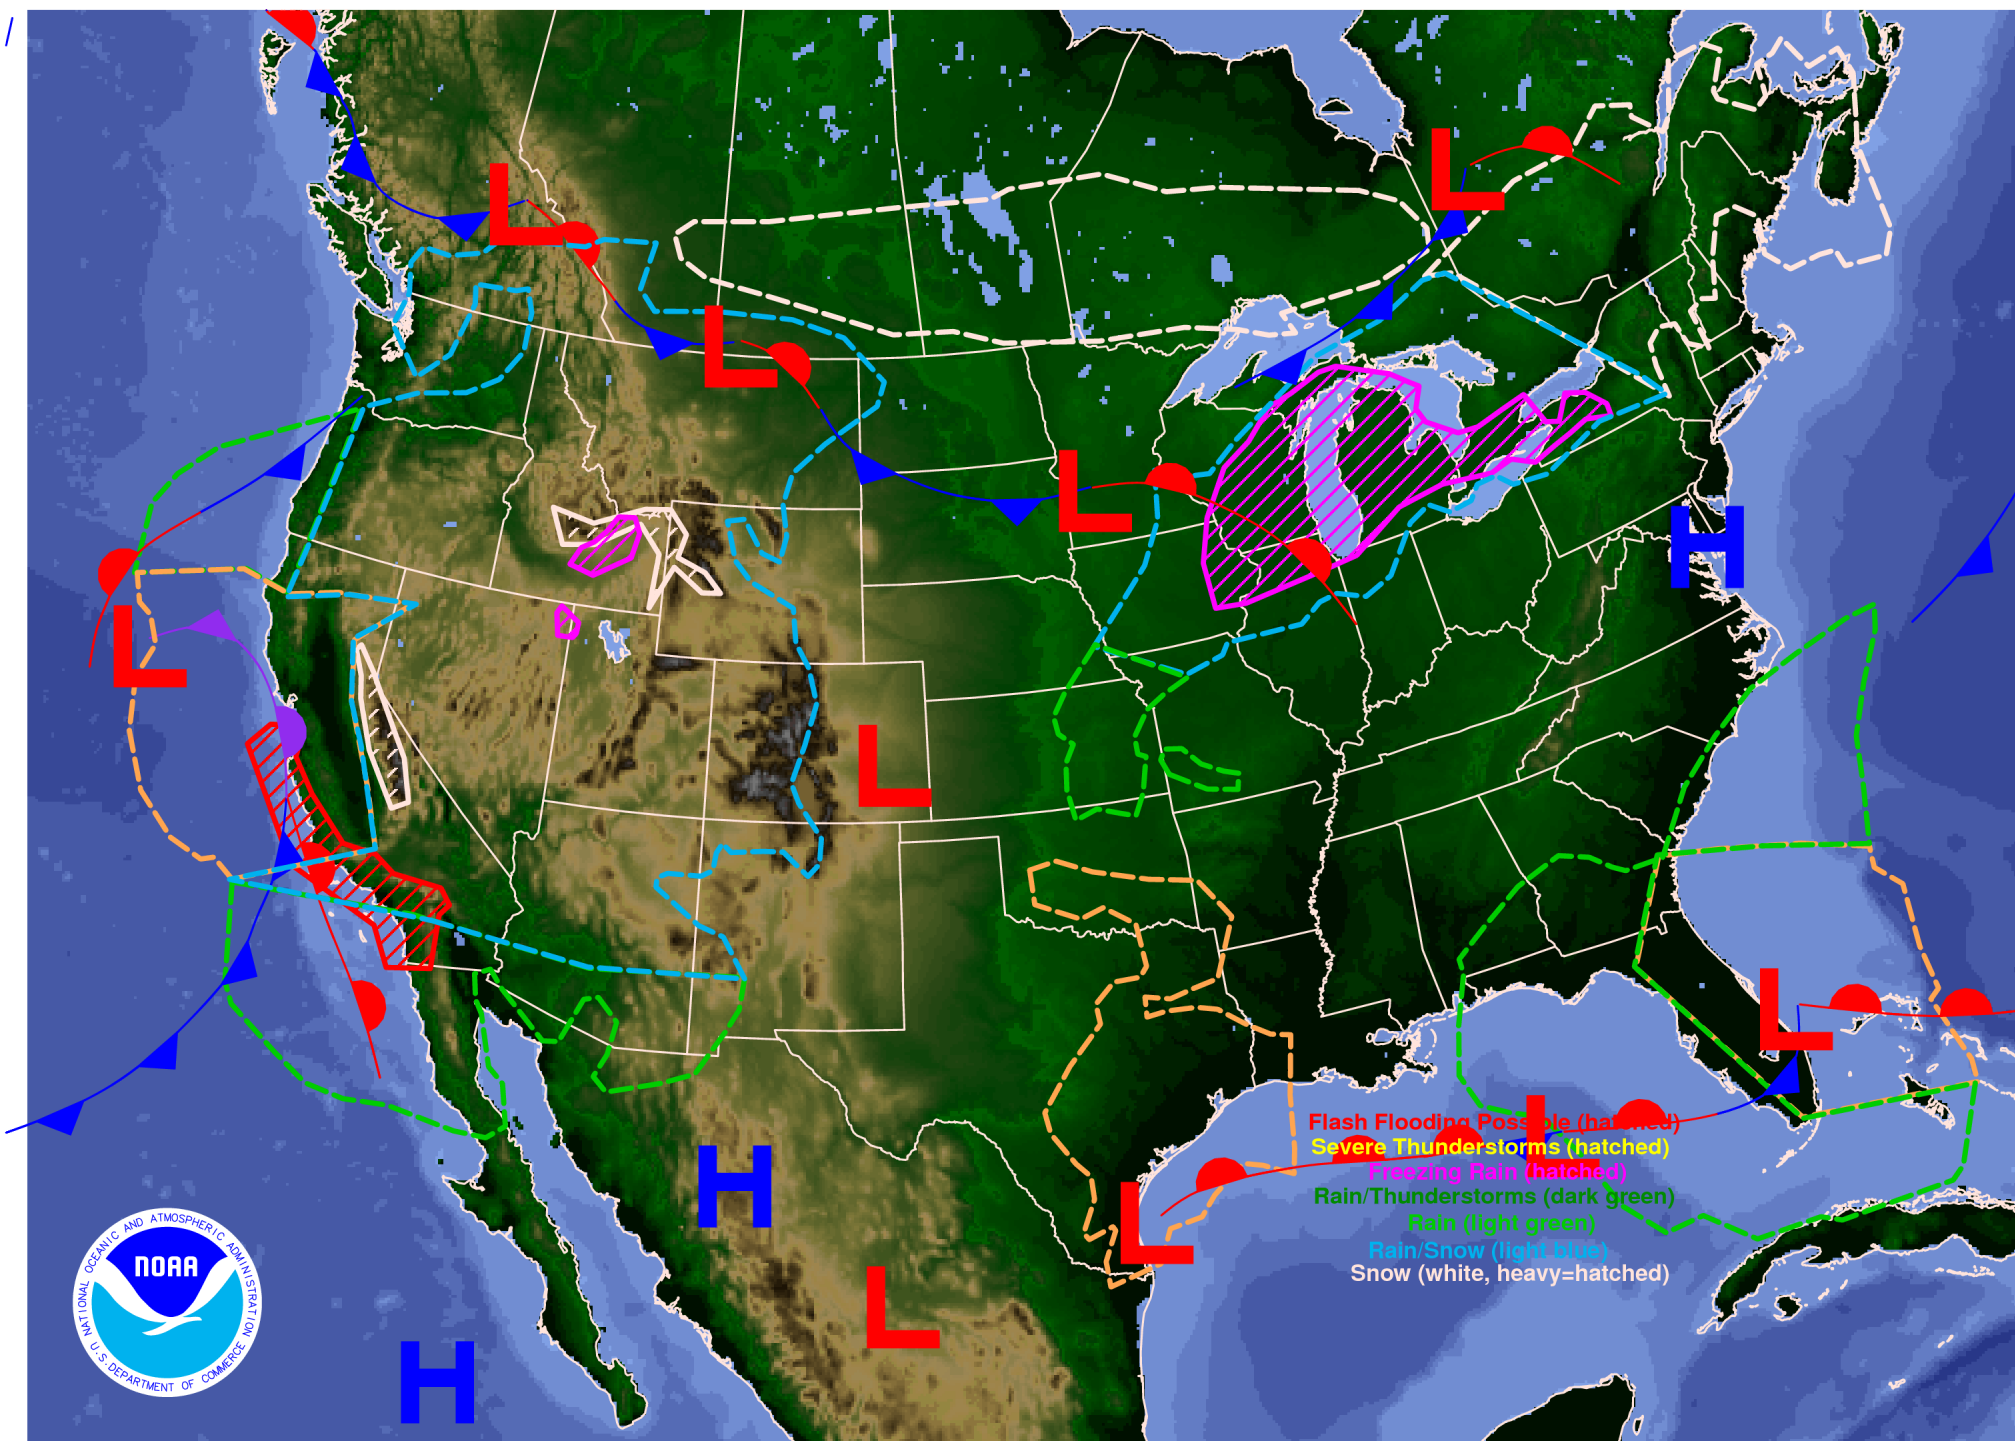 L
L
L
L
H
L
L
L
L
Flash Flooding Possible (hatched)
L
Severe Thunderstorms (hatched)
Freezing Rain (hatched)
H
Rain/Thunderstorms (dark green)
L
Rain (light green)
Rain/Snow (light blue)
Snow (white, heavy=hatched)
L
H
NATIONAL OCEANIC AND ATMOSPHERIC ADMINISTRATION
NOAA
U.S. DEPARTMENT OF COMMERCE